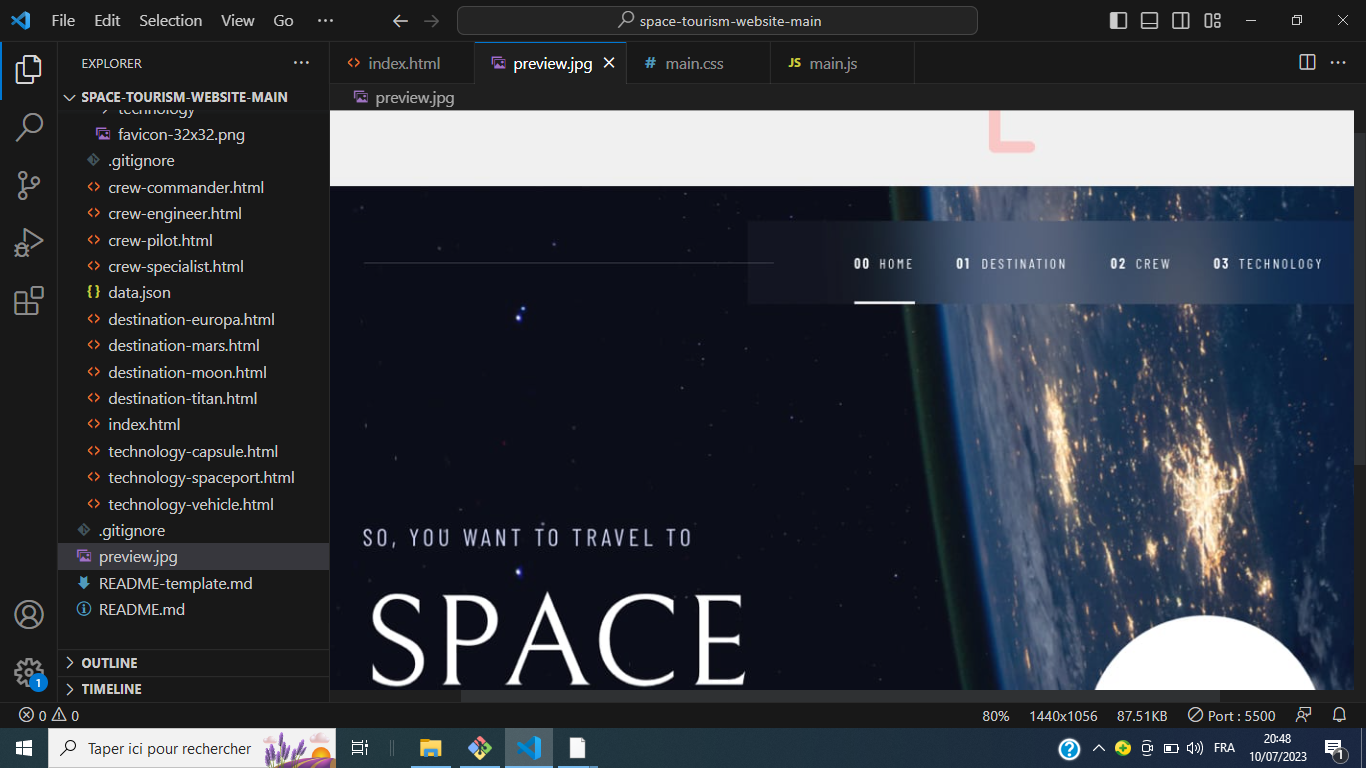 File Edit Selection View Go ··· space-tourism-website-main
EXPLORER ···
SPACE-TOURISM-WEBSITE-MAIN
technology
favicon-32x32.png
.gitignore
crew-commander.html
crew-engineer.html
crew-pilot.html
crew-specialist.html
data.json
destination-europa.html
destination-mars.html
destination-moon.html
destination-titan.html
index.html
technology-capsule.html
technology-spaceport.html
technology-vehicle.html
.gitignore
preview.jpg
README-template.md
README.md
OUTLINE
TIMELINE
index.html preview.jpg # main.css JS main.js
preview.jpg
00 HOME 01 DESTINATION 02 CREW 03 TECHNOLOGY
SO, YOU WANT TO TRAVEL TO
SPACE
1
0 0 80% 1440x1056 87.51KB Port : 5500
Taper ici pour rechercher
FRA
20:48
10/07/2023
1